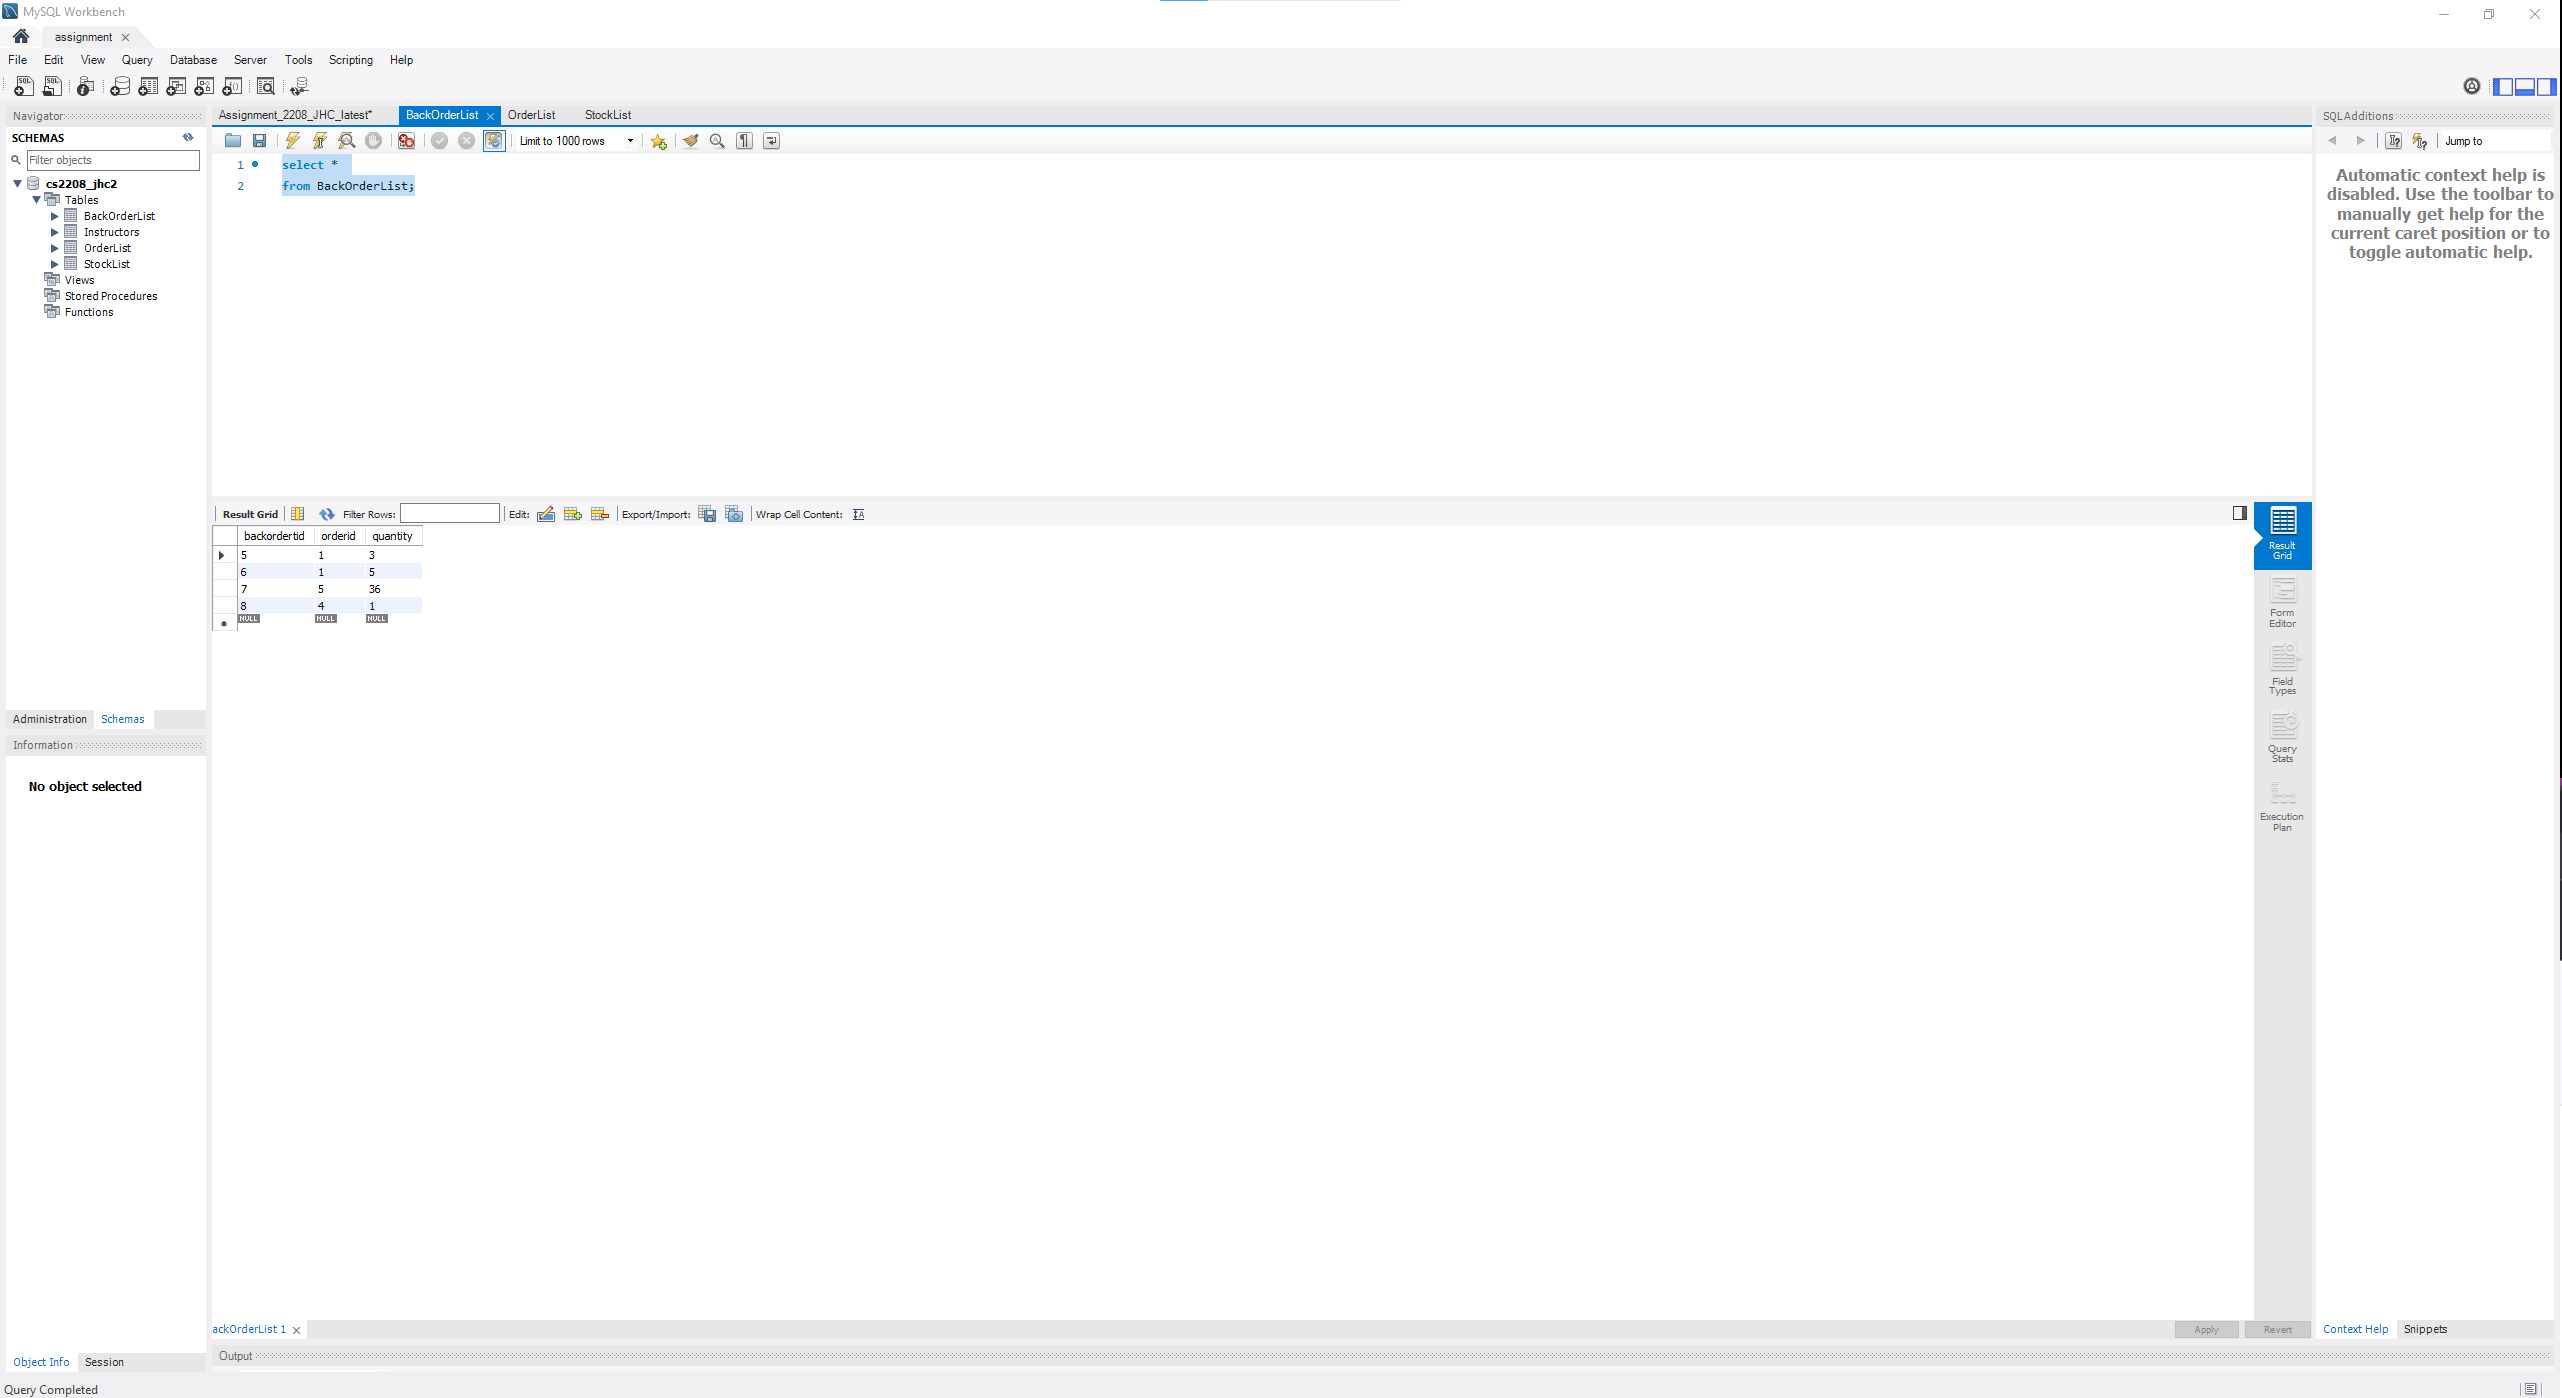 MySQL Workbench
assignment
File Edit View Query Database Server Tools Scripting Help
Navigator
SCHEMAS
Filter objects
cs2208_jhc2
Tables
BackOrderList
Instructors
OrderList
StockList
Views
Stored Procedures
Functions
Administration Schemas
Information
No object selected
Object Info Session
Assignment_2208_JHC_latest* BackOrderList OrderList StockList
Limit to 1000 rows
1 select *
2 from BackOrderList;
Result Grid Filter Rows: Edit: Export/Import: Wrap Cell Content:
backordertid orderid quantity
5 1 3
6 1 5
7 5 36
8 4 1
NULL NULL NULL
Result Grid
Form Editor
Field Types
Query Stats
Execution Plan
ackOrderList 1
Apply Revert
Output
SQLAdditions
Jump to
Automatic context help is
disabled. Use the toolbar to
manually get help for the
current caret position or to
toggle automatic help.
Context Help Snippets
Query Completed